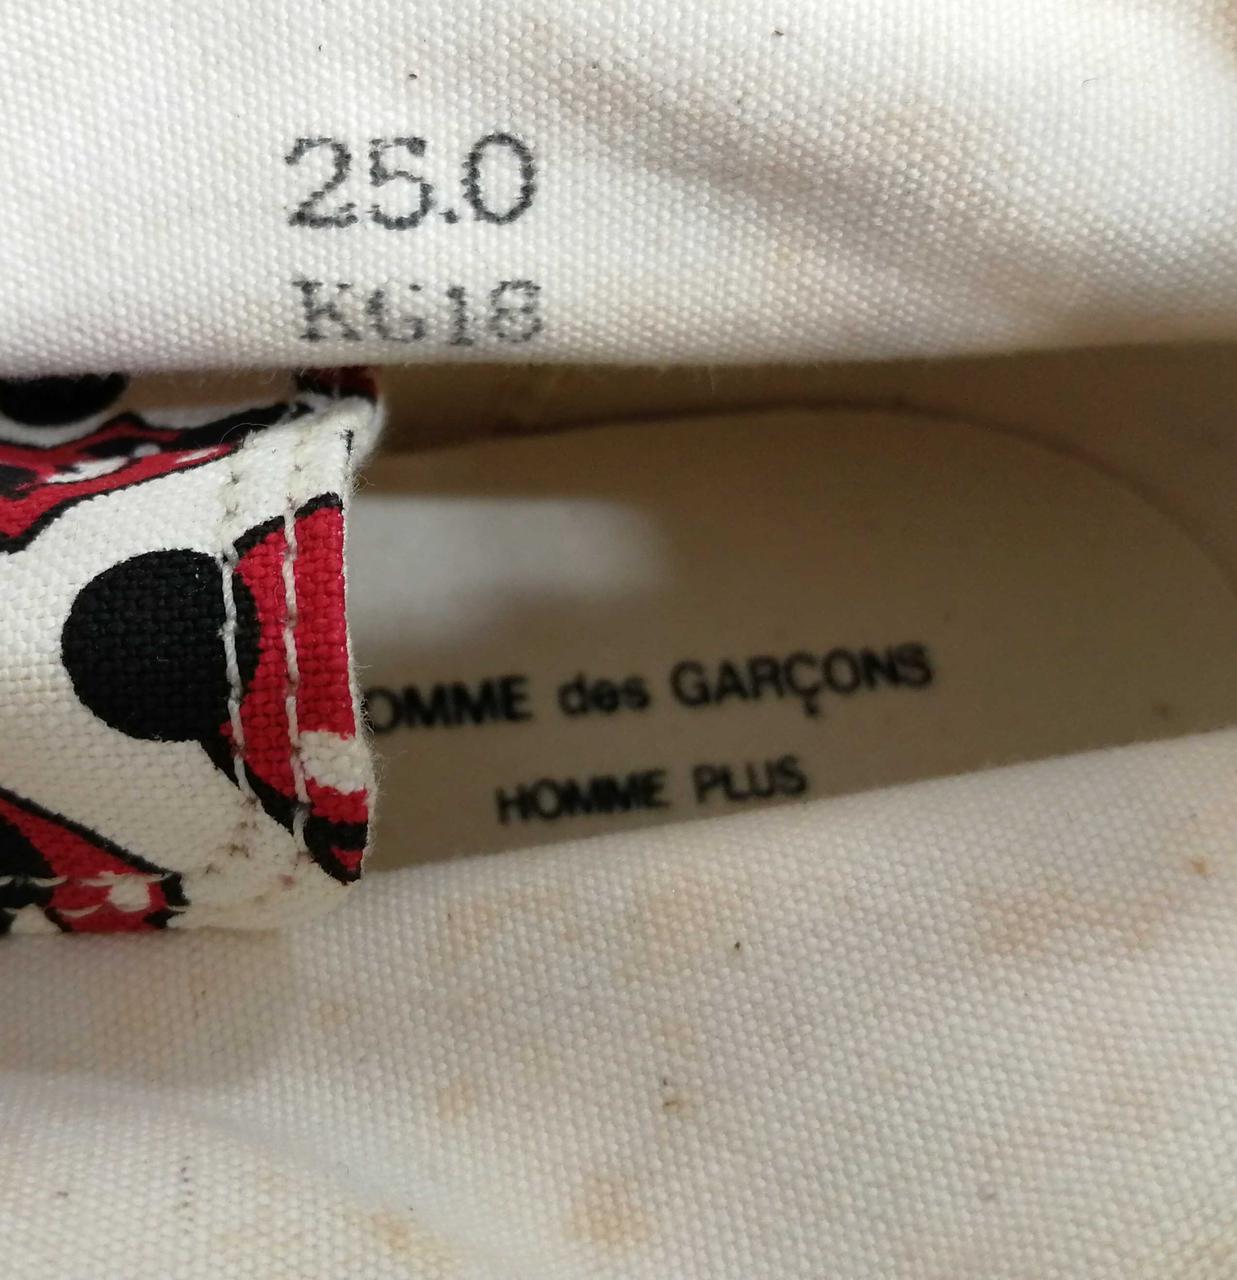 25.0
KG18
OMME des GARÇONS
HOMME PLUS